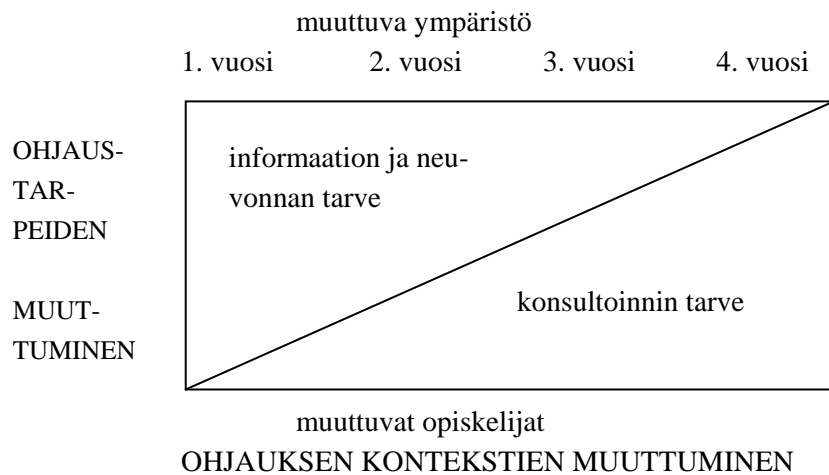 muuttuva ympäristö
1. vuosi 2. vuosi 3. vuosi 4. vuosi
OHJAUS-
TAR-
PEIDEN
MUUT-
TUMINEN
informaation ja neu-
vonnan tarve
konsultoinnin tarve
muuttuvat opiskelijat
OHJAUKSEN KONTEKSTIEN MUUTTUMINEN